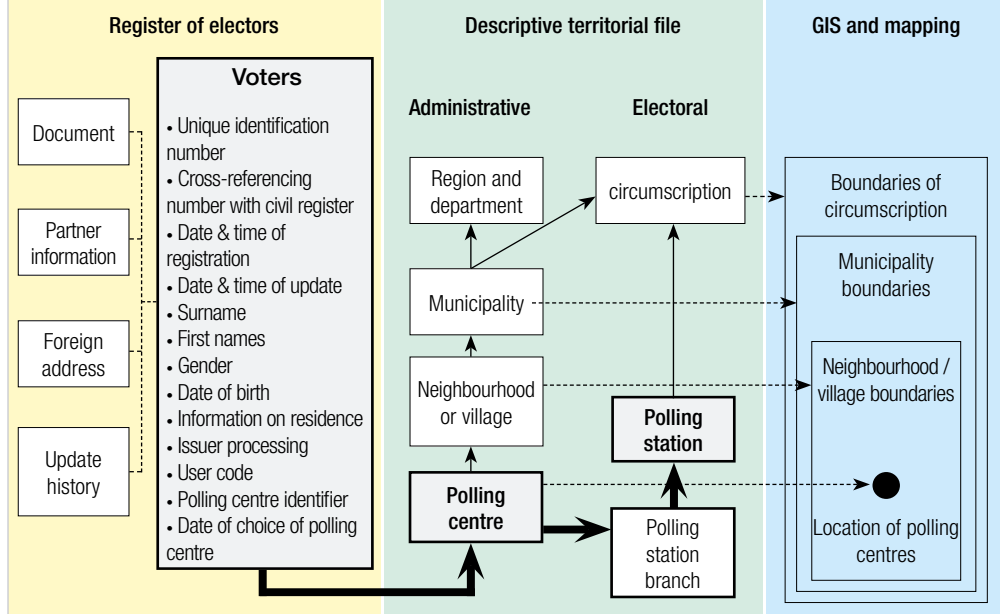 Register of electors
Document
Partner
information
Foreign
address
Update
history
Voters
• Unique identification
number
• Cross-referencing
number with civil register
• Date & time of
registration
• Date & time of update
• Surname
• First names
• Gender
• Date of birth
• Information on residence
• Issuer processing
• User code
• Polling centre identifier
• Date of choice of polling
centre
Descriptive territorial file
Administrative
Electoral
Region and
department
circumscription
Municipality
Neighbourhood
or village
Polling
station
Polling
centre
Polling
station
branch
GIS and mapping
Boundaries of
circumscription
Municipality
boundaries
Neighbourhood /
village boundaries
Location of polling
centres